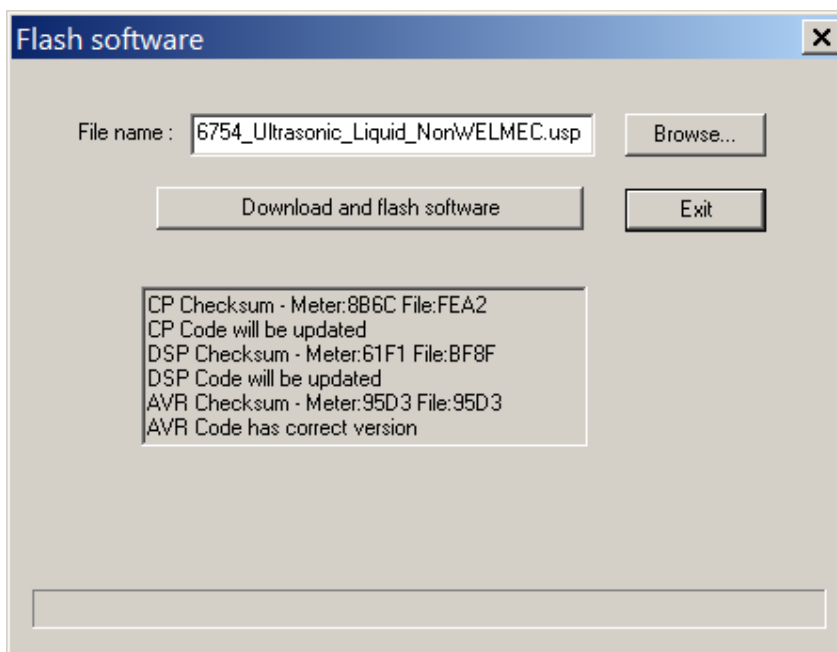 Flash software
File name :
6754_Ultrasonic_Liquid_NonWELMEC.usp
Browse...
Download and flash software
Exit
CP Checksum - Meter:8B6C File:FEA2
CP Code will be updated
DSP Checksum - Meter:61F1 File:BF8F
DSP Code will be updated
AVR Checksum - Meter:95D3 File:95D3
AVR Code has correct version